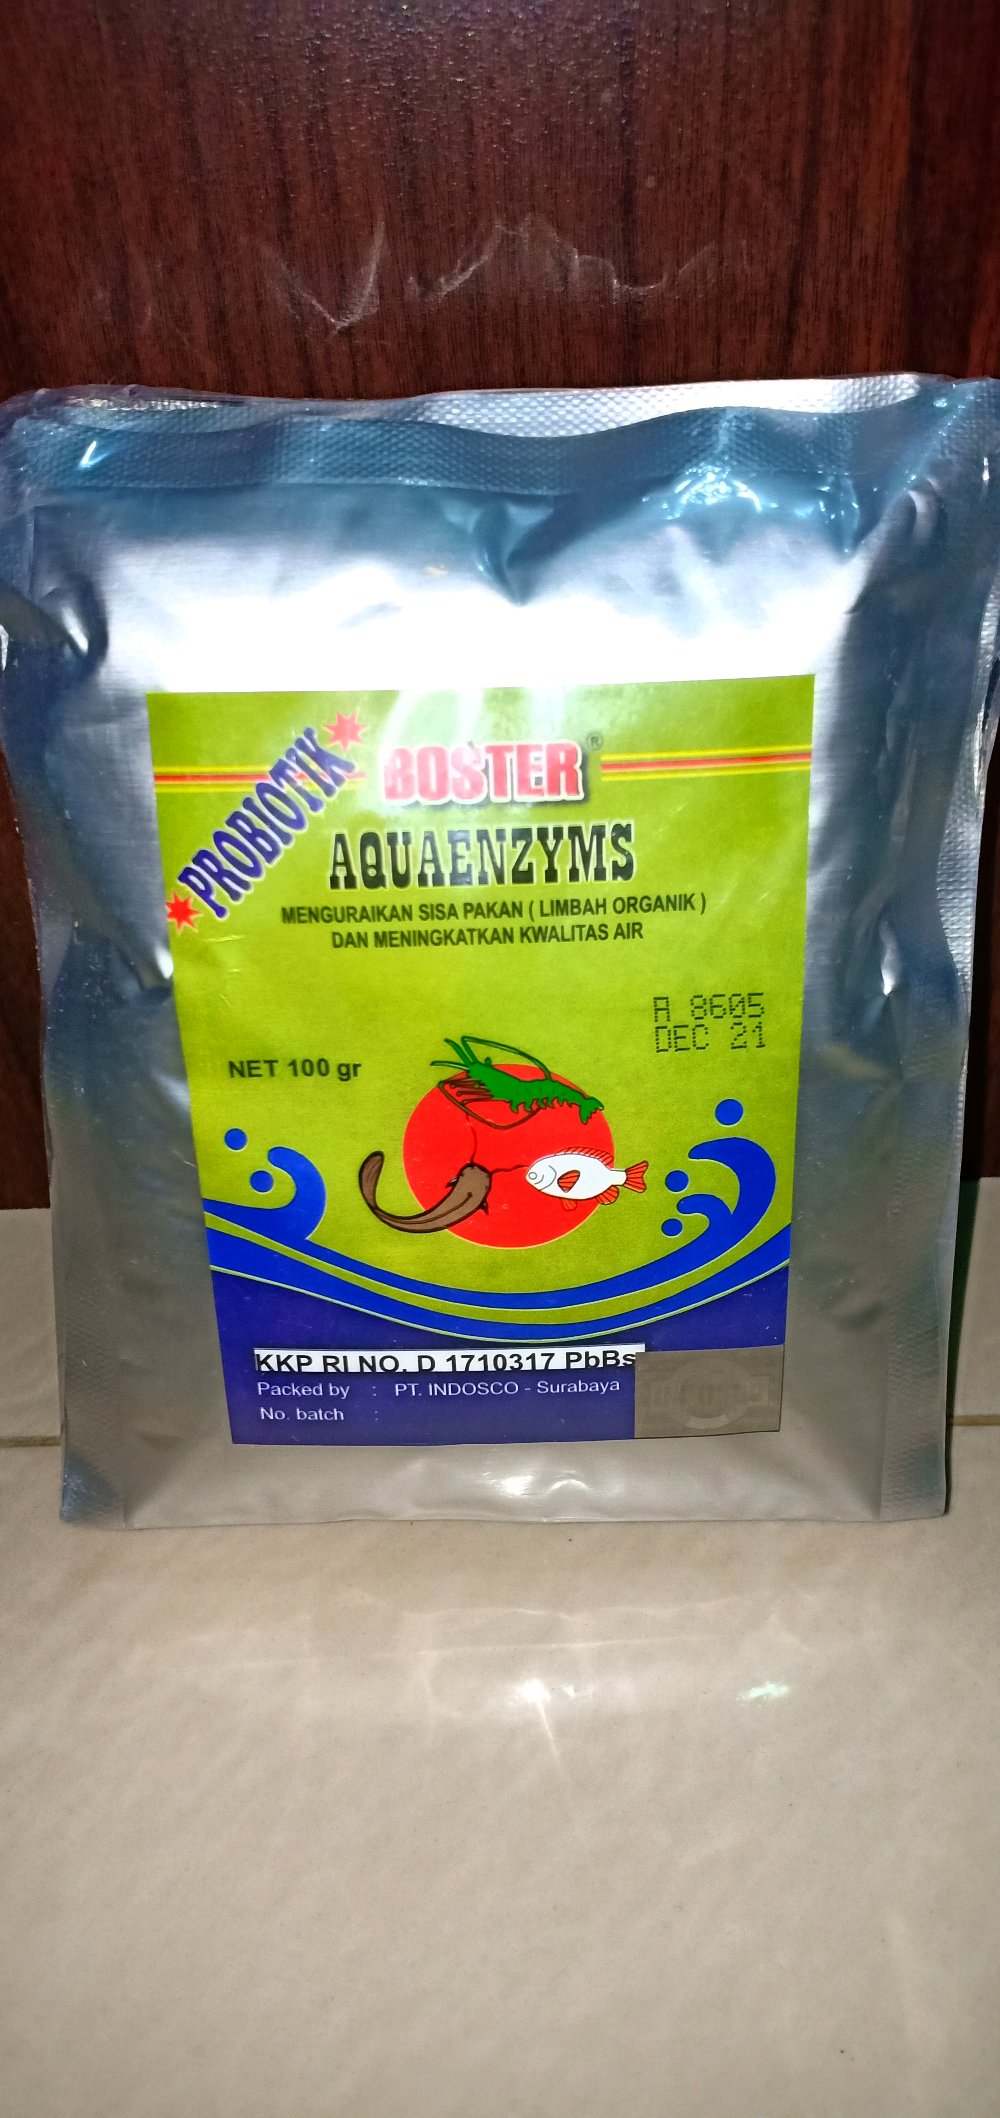 PROBIOTIK
BOSTER®
AQUAENZYMS
MENGURAIKAN SISA PAKAN ( LIMBAH ORGANIK )
DAN MENINGKATKAN KWALITAS AIR
A 8605
DEC 21
NET 100 gr
KKP RI NO. D 1710317 PbBs
Packed by : PT. INDOSCO - Surabaya
No. batch :